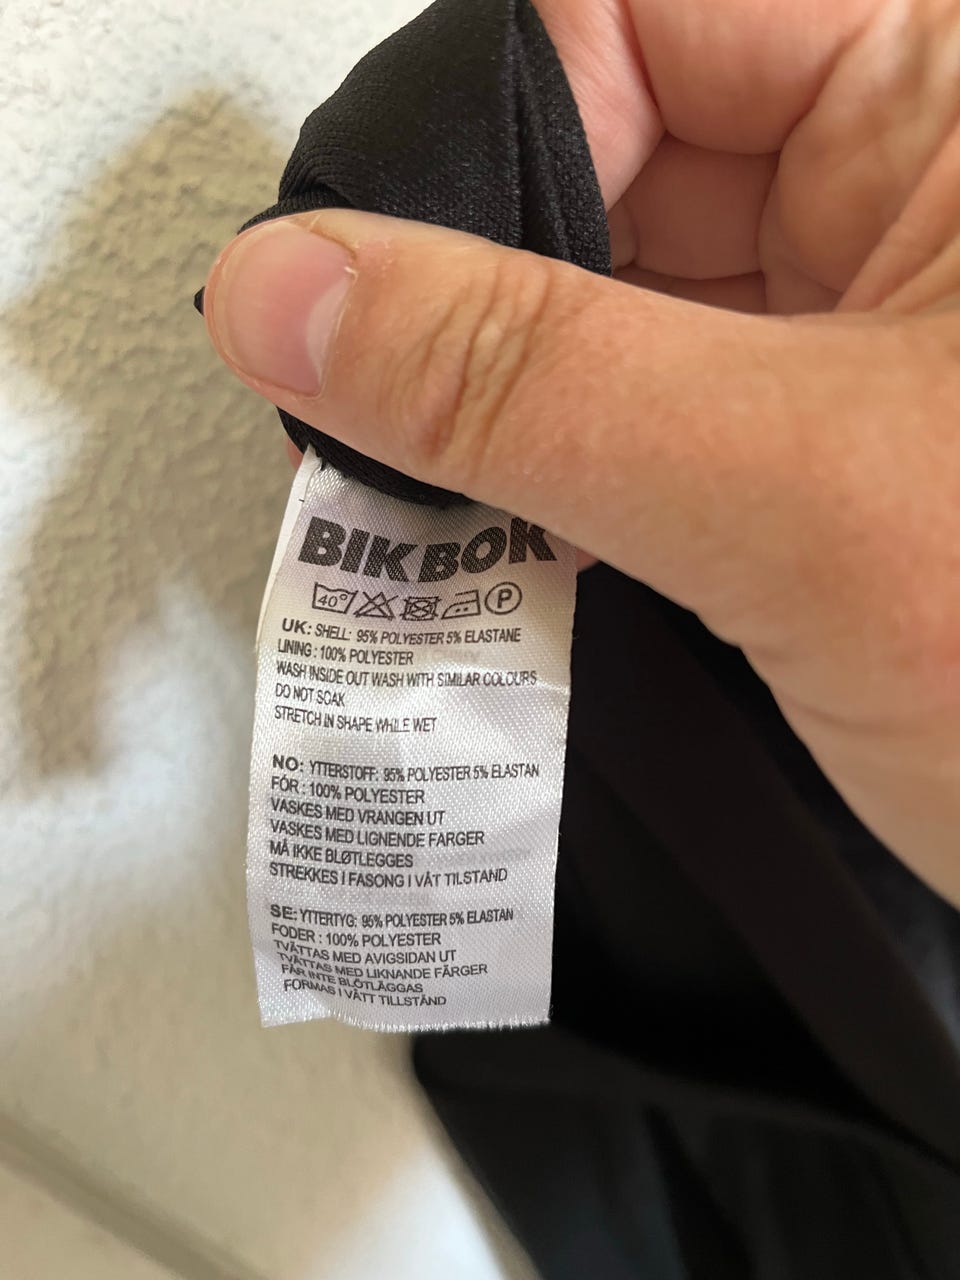 BIK BOK
40° P
UK: SHELL: 95% POLYESTER 5% ELASTANE
LINING : 100% POLYESTER
WASH INSIDE OUT WASH WITH SIMILAR COLOURS
DO NOT SOAK
STRETCH IN SHAPE WHILE WET
NO: YTTERSTOFF: 95% POLYESTER 5% ELASTAN
FÓR : 100% POLYESTER
VASKES MED VRANGEN UT
VASKES MED LIGNENDE FARGER
MÅ IKKE BLØTLEGGES
STREKKES I FASONG I VÅT TILSTAND
SE: YTTERTYG: 95% POLYESTER 5% ELASTAN
FODER : 100% POLYESTER
TVÄTTAS MED AVIGSIDAN UT
TVÄTTAS MED LIKNANDE FÄRGER
FÅR INTE BLÖTLÄGGAS
FORMAS I VÅTT TILLSTÅND